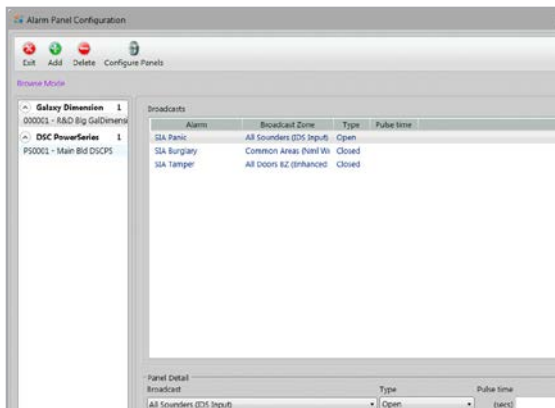 Alarm Panel Configuration
Exit Add Delete Configure Panels
Browse Mode
Galaxy Dimension 1
000001 - R&D Big GalDimensi
DSC PowerSeries 1
PS0001 - Main Bld DSCPS
Broadcasts
Alarm Broadcast Zone Type Pulse time
SIA Panic All Sounders (IDS Input) Open
SIA Burglary Common Areas (Nml Wi Closed
SIA Tamper All Doors BZ (Enhanced Closed
Panel Detail
Broadcast Type Pulse time
All Sounders (IDS Input) Open (secs)